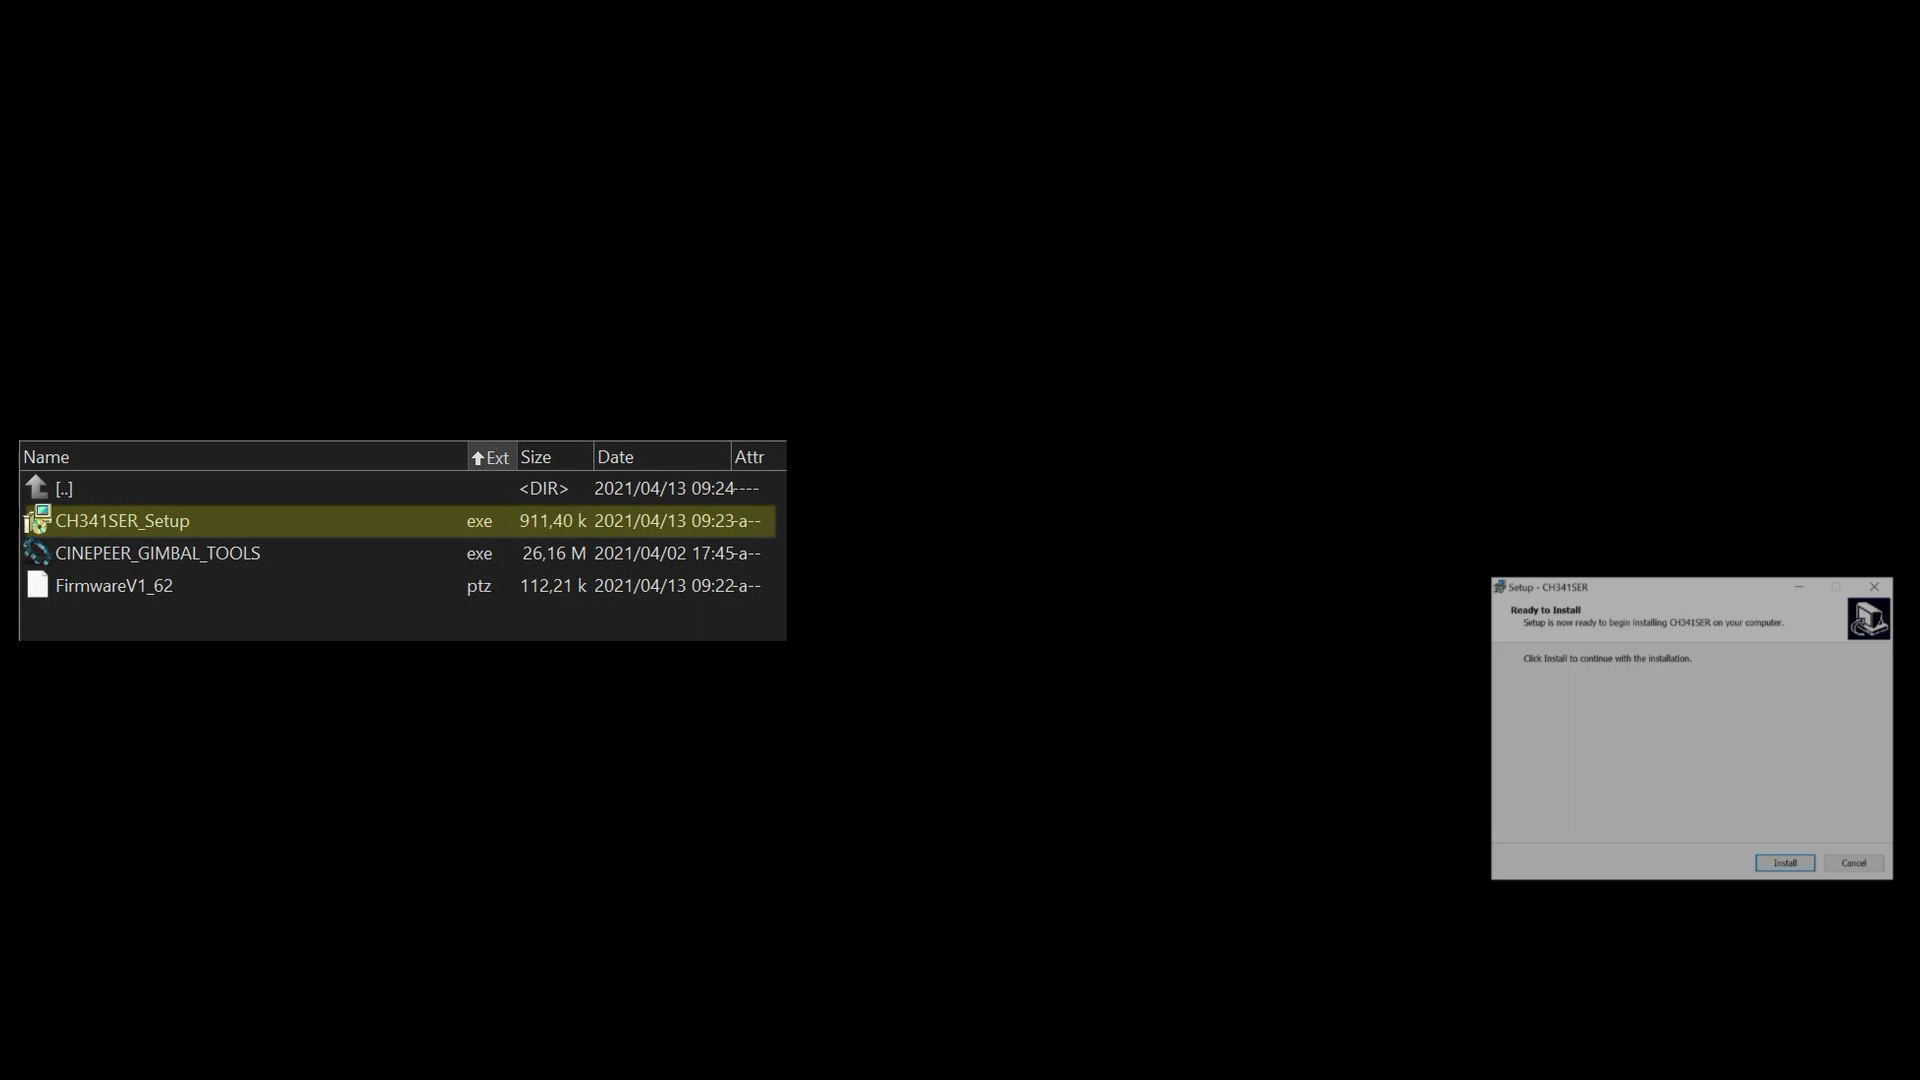 Name Ext Size Date Attr
[..] <DIR> 2021/04/13 09:24----
CH341SER_Setup exe 911,40 k 2021/04/13 09:23-a--
CINEPEER_GIMBAL_TOOLS exe 26,16 M 2021/04/02 17:45-a--
FirmwareV1_62 ptz 112,21 k 2021/04/13 09:22-a--
Setup - CH341SER
Ready to Install
Setup is now ready to begin installing CH341SER on your computer.
Click Install to continue with the installation.
Install Cancel